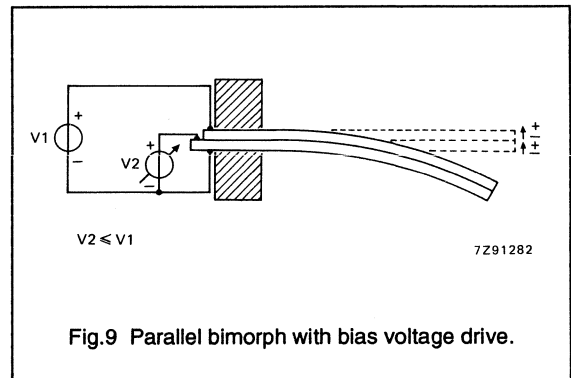 +
V1
−
+
V2
−
+
−
+
−
V2 ⩽ V1
7Z91282
Fig.9 Parallel bimorph with bias voltage drive.